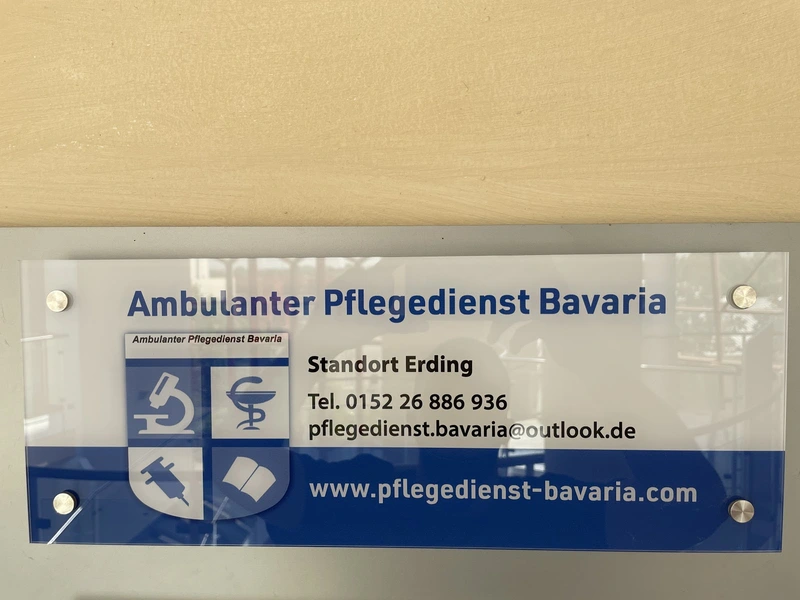 Ambulanter Pflegedienst Bavaria
Ambulanter Pflegedienst Bavaria
Standort Erding
Tel. 0152 26 886 936
pflegedienst.bavaria@outlook.de
www.pflegedienst-bavaria.com